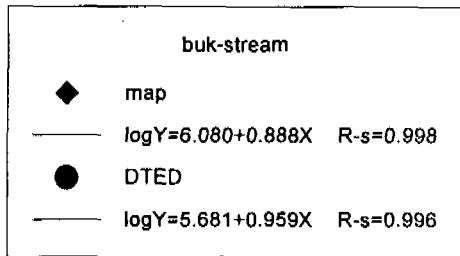 buk-stream
map
logY=6.080+0.888X R-s=0.998
DTED
logY=5.681+0.959X R-s=0.996